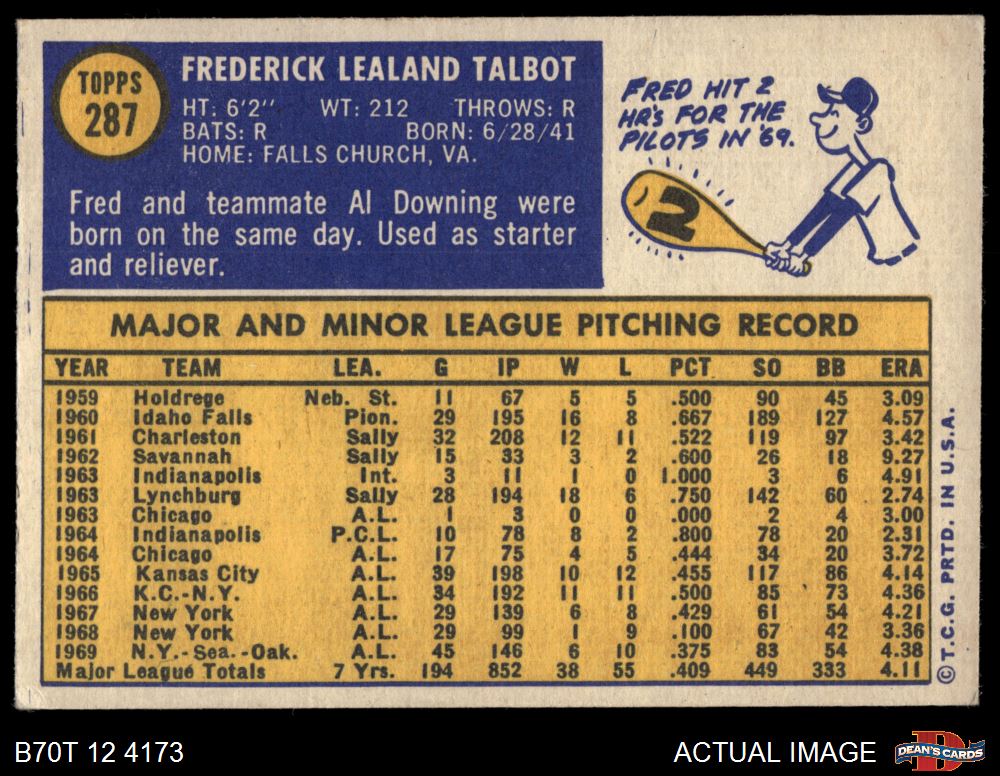 TOPPS
287
FREDERICK LEALAND TALBOT
HT: 6'2" WT: 212 THROWS: R
BATS: R BORN: 6/28/41
HOME: FALLS CHURCH, VA.
Fred and teammate Al Downing were
born on the same day. Used as starter
and reliever.
FRED HIT 2
HR's FOR THE
PILOTS IN '69.
2
MAJOR AND MINOR LEAGUE PITCHING RECORD
YEAR TEAM LEA. G IP W L PCT SO BB ERA
1959 Holdrege Neb. St. 11 67 5 5 .500 90 45 3.09
1960 Idaho Falls Pion. 29 195 16 8 .667 189 127 4.57
1961 Charleston Sally 32 208 12 11 .522 119 97 3.42
1962 Savannah Sally 15 33 3 2 .600 26 18 9.27
1963 Indianapolis Int. 3 11 1 0 1.000 3 6 4.91
1963 Lynchburg Sally 28 194 18 6 .750 142 60 2.74
1963 Chicago A.L. 1 3 0 0 .000 2 4 3.00
1964 Indianapolis P.C.L. 10 78 8 2 .800 78 20 2.31
1964 Chicago A.L. 17 75 4 5 .444 34 20 3.72
1965 Kansas City A.L. 39 198 10 12 .455 117 86 4.14
1966 K.C.-N.Y. A.L. 34 192 11 11 .500 85 73 4.36
1967 New York A.L. 29 139 6 8 .429 61 54 4.21
1968 New York A.L. 29 99 1 9 .100 67 42 3.36
1969 N.Y.-Sea.-Oak. A.L. 45 146 6 10 .375 83 54 4.38
Major League Totals 7 Yrs. 194 852 38 55 .409 449 333 4.11
© T.C.G. PRTD. IN U.S.A.
B70T 12 4173
ACTUAL IMAGE
D
DEAN'S CARDS